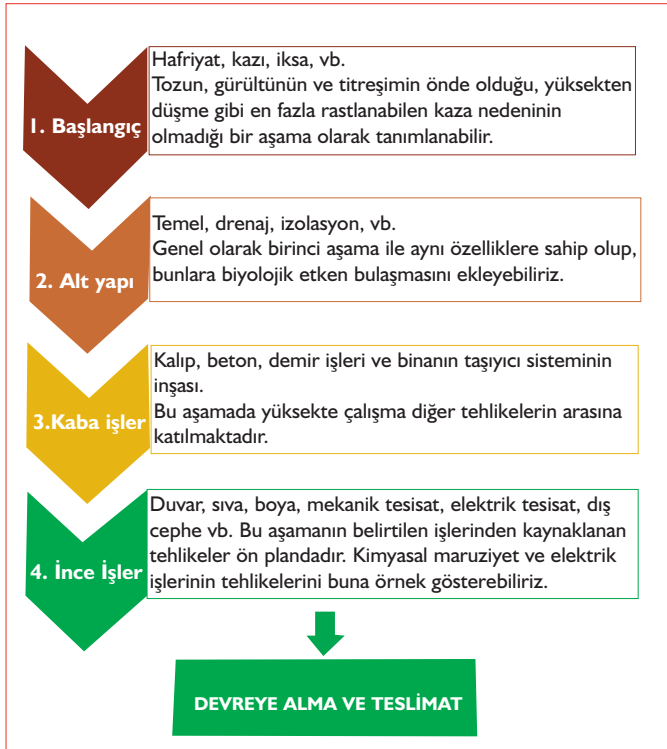 1. Başlangıç
Hafriyat, kazı, iksa, vb.
Tozun, gürültünün ve titreşimin önde olduğu, yüksekten
düşme gibi en fazla rastlanabilen kaza nedeninin
olmadığı bir aşama olarak tanımlanabilir.
2. Alt yapı
Temel, drenaj, izolasyon, vb.
Genel olarak birinci aşama ile aynı özelliklere sahip olup,
bunlara biyolojik etken bulaşmasını ekleyebiliriz.
3.Kaba işler
Kalıp, beton, demir işleri ve binanın taşıyıcı sisteminin
inşası.
Bu aşamada yüksekte çalışma diğer tehlikelerin arasına
katılmaktadır.
4. İnce İşler
Duvar, sıva, boya, mekanik tesisat, elektrik tesisat, dış
cephe vb. Bu aşamanın belirtilen işlerinden kaynaklanan
tehlikeler ön plandadır. Kimyasal maruziyet ve elektrik
işlerinin tehlikelerini buna örnek gösterebiliriz.
DEVREYE ALMA VE TESLİMAT